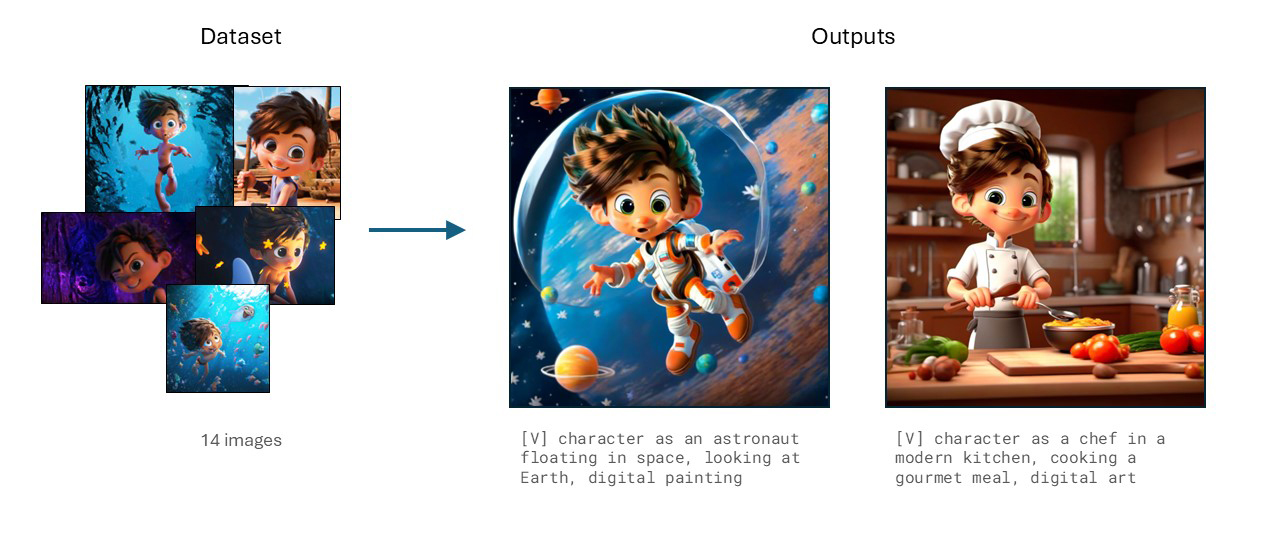 Dataset
Outputs
14 images
[V] character as an astronaut
floating in space, looking at
Earth, digital painting
[V] character as a chef in a
modern kitchen, cooking a
gourmet meal, digital art